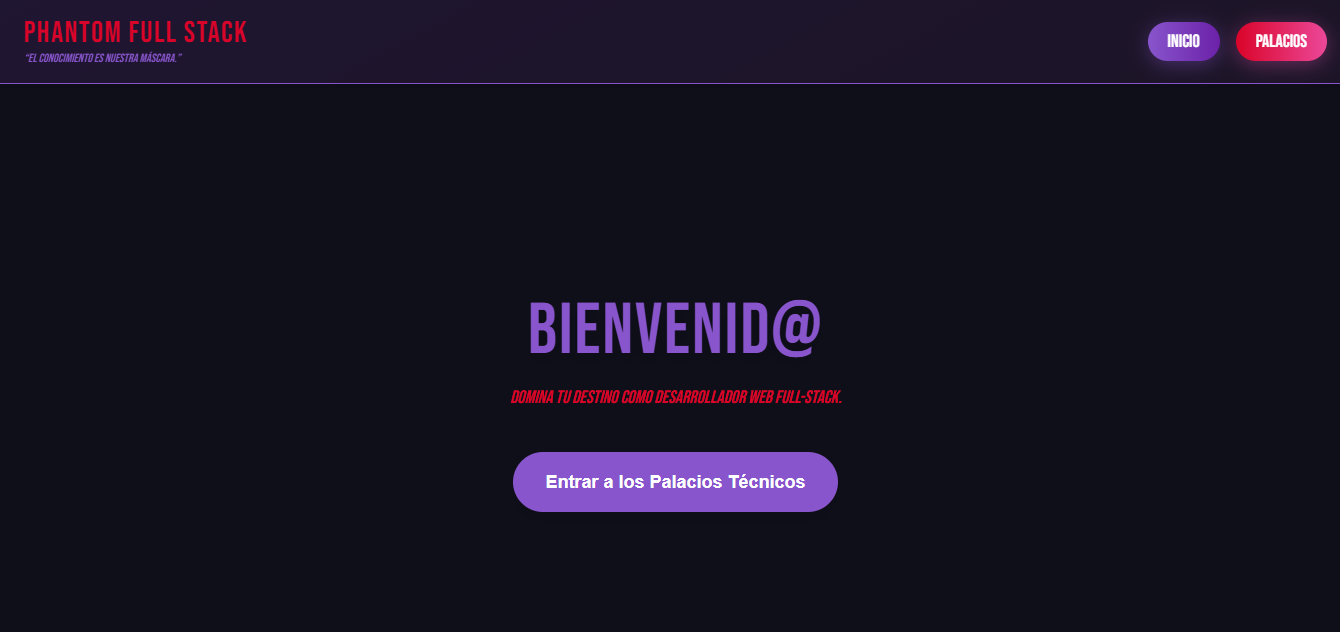 PHANTOM FULL STACK
"EL CONOCIMIENTO ES NUESTRA MÁSCARA."
INICIO
PALACIOS
BIENVENID@
DOMINA TU DESTINO COMO DESARROLLADOR WEB FULL-STACK.
Entrar a los Palacios Técnicos